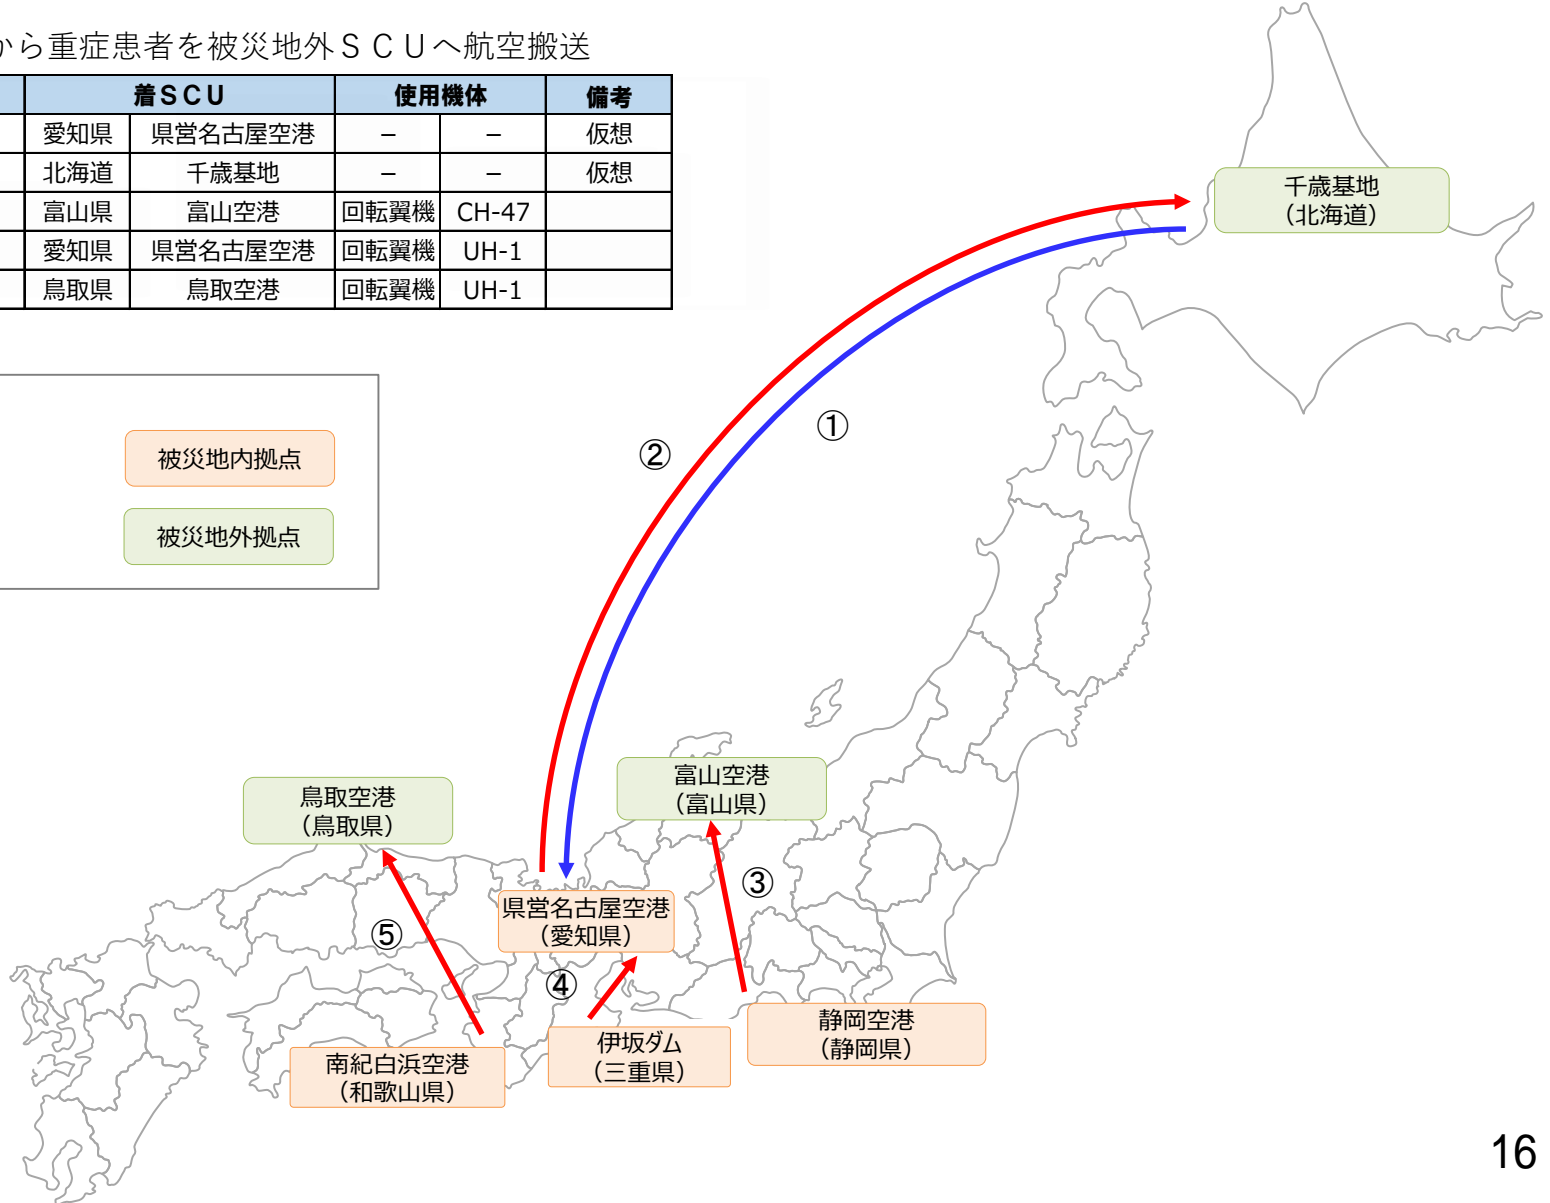 から重症患者を被災地外ＳＣＵへ航空搬送
着ＳＣＵ 使用機体 備考
愛知県 県営名古屋空港 － － 仮想
北海道 千歳基地 － － 仮想
富山県 富山空港 回転翼機 CH-47
愛知県 県営名古屋空港 回転翼機 UH-1
鳥取県 鳥取空港 回転翼機 UH-1
被災地内拠点
被災地外拠点
千歳基地
（北海道）
①
②
富山空港
（富山県）
鳥取空港
（鳥取県）
③
県営名古屋空港
（愛知県）
⑤
④
静岡空港
（静岡県）
伊坂ダム
（三重県）
南紀白浜空港
（和歌山県）
16